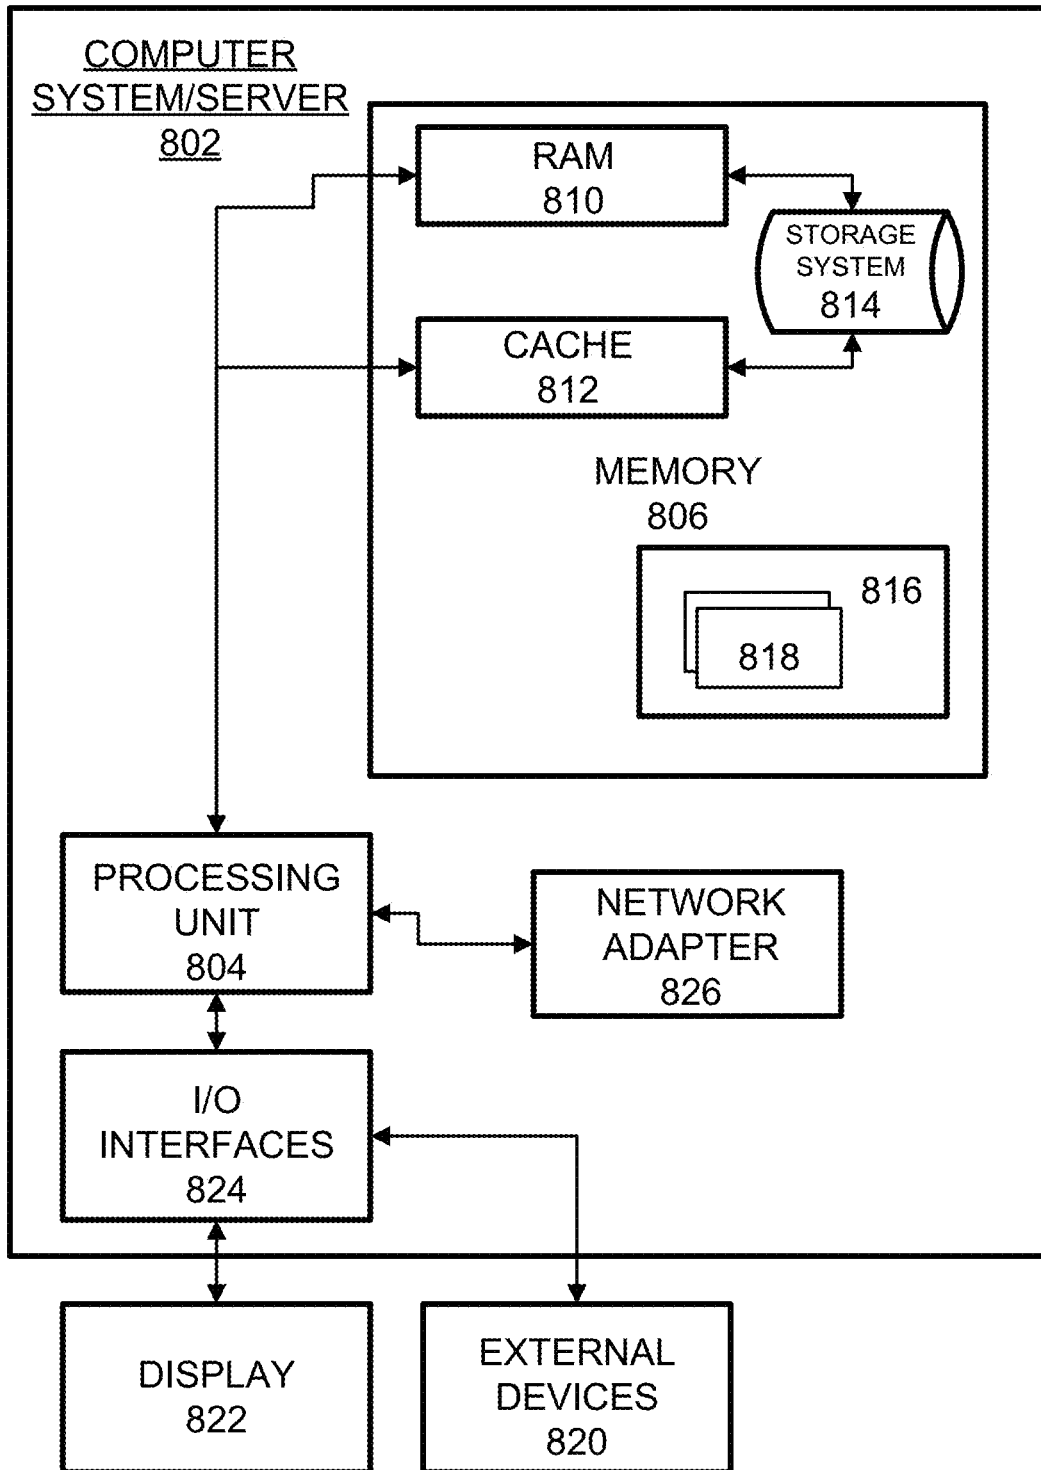 COMPUTER
SYSTEM/SERVER
802
RAM
810
STORAGE
SYSTEM
814
CACHE
812
MEMORY
806
816
818
PROCESSING
UNIT
804
NETWORK
ADAPTER
826
I/O
INTERFACES
824
DISPLAY
822
EXTERNAL
DEVICES
820